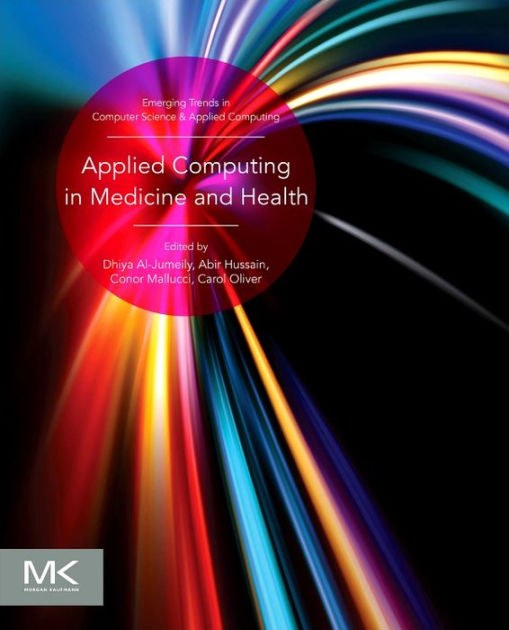 Emerging Trends in
Computer Science & Applied Computing
Applied Computing
in Medicine and Health
Edited by
Dhiya Al-Jumeily, Abir Hussain,
Conor Mallucci, Carol Oliver
MK
MORGAN KAUFMANN